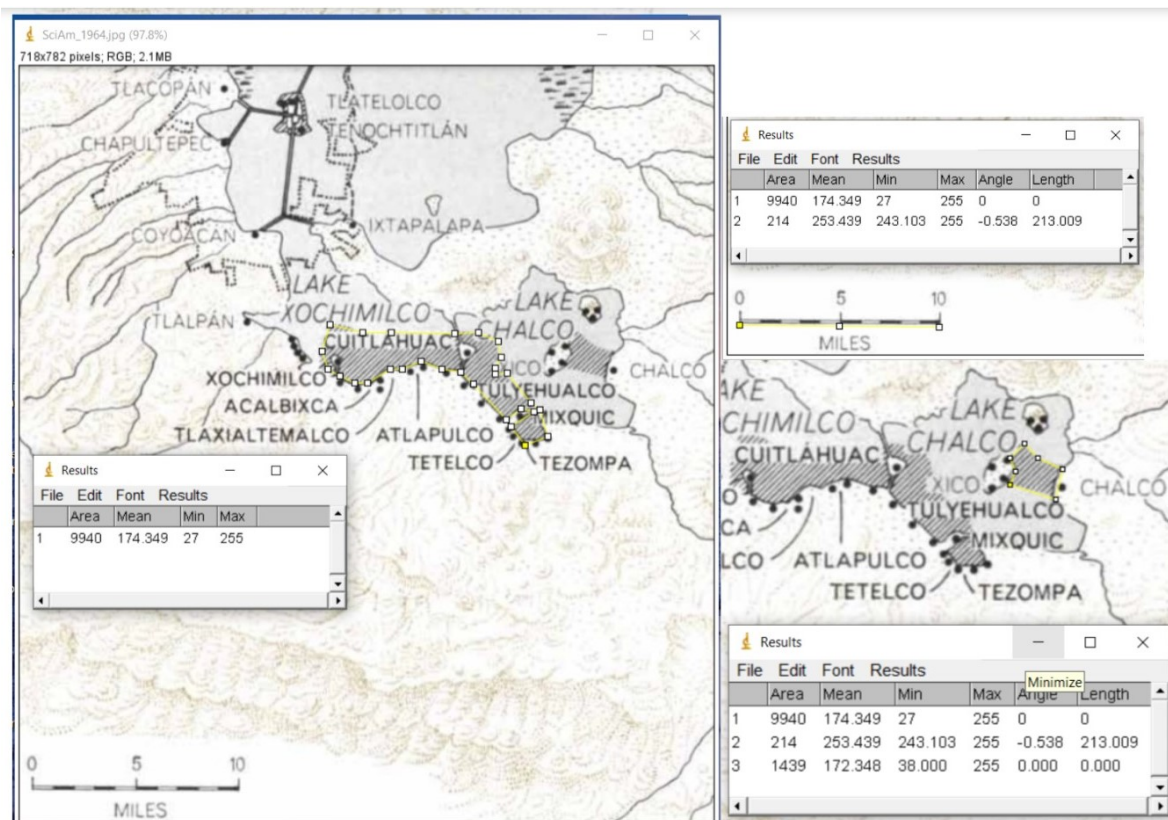 SciAm_1964.jpg (97.8%)
718x782 pixels; RGB; 2.1MB
TLACOPÁN
TLATELOLCO
TENOCHTITLÁN
CHAPULTEPEC
IXTAPALAPA
COYOACÁN
LAKE
XOCHIMILCO
LAKE
CHALCO
TLALPÁN
CUITLÁHUAC
XICO
CHALCO
XOCHIMILCO
TULYEHUALCO
ACALBIXCA
MIXQUIC
TLAXIALTEMALCO
ATLAPULCO
TETELCO
TEZOMPA
Results
File Edit Font Results
Area Mean Min Max
1 9940 174.349 27 255
0 5 10
MILES
Results
File Edit Font Results
Area Mean Min Max Angle Length
1 9940 174.349 27 255 0 0
2 214 253.439 243.103 255 -0.538 213.009
0 5 10
MILES
KE
CHIMILCO
LAKE
CHALCO
CUITLÁHUAC
XICO
CHALCO
O
TULYEHUALCO
CA
MIXQUIC
LCO
ATLAPULCO
TETELCO
TEZOMPA
Results
Minimize
File Edit Font Results
Area Mean Min Max Angle Length
1 9940 174.349 27 255 0 0
2 214 253.439 243.103 255 -0.538 213.009
3 1439 172.348 38.000 255 0.000 0.000